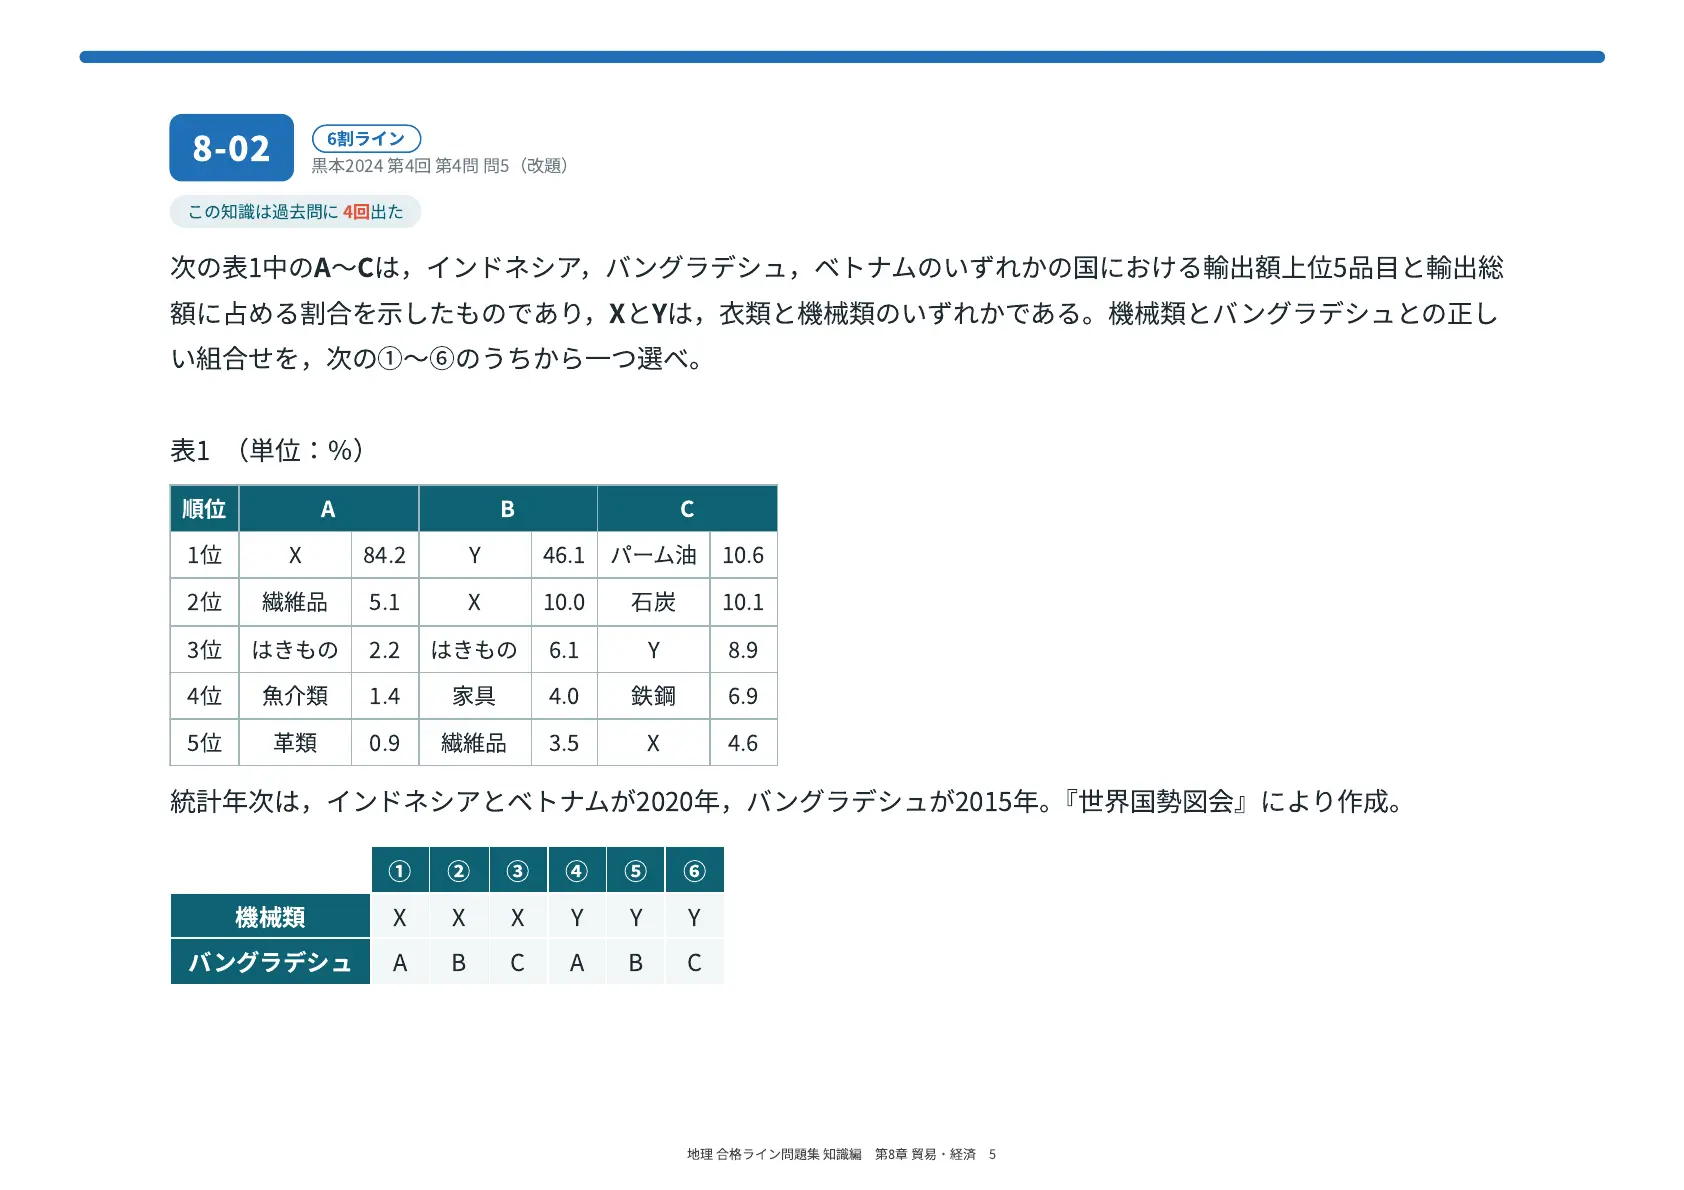 8-02
6割ライン
黒本2024 第4回 第4問 問5（改題）
この知識は過去問に 4回出た
次の表1中のA～Cは，インドネシア，バングラデシュ，ベトナムのいずれかの国における輸出額上位5品目と輸出総
額に占める割合を示したものであり，XとYは，衣類と機械類のいずれかである。機械類とバングラデシュとの正し
い組合せを，次の①～⑥のうちから一つ選べ。
表1 （単位：%）
順位 A B C
1位 X 84.2 Y 46.1 パーム油 10.6
2位 繊維品 5.1 X 10.0 石炭 10.1
3位 はきもの 2.2 はきもの 6.1 Y 8.9
4位 魚介類 1.4 家具 4.0 鉄鋼 6.9
5位 革類 0.9 繊維品 3.5 X 4.6
統計年次は，インドネシアとベトナムが2020年，バングラデシュが2015年。『世界国勢図会』により作成。
① ② ③ ④ ⑤ ⑥
機械類 X X X Y Y Y
バングラデシュ A B C A B C
地理 合格ライン問題集 知識編 第8章 貿易・経済 5